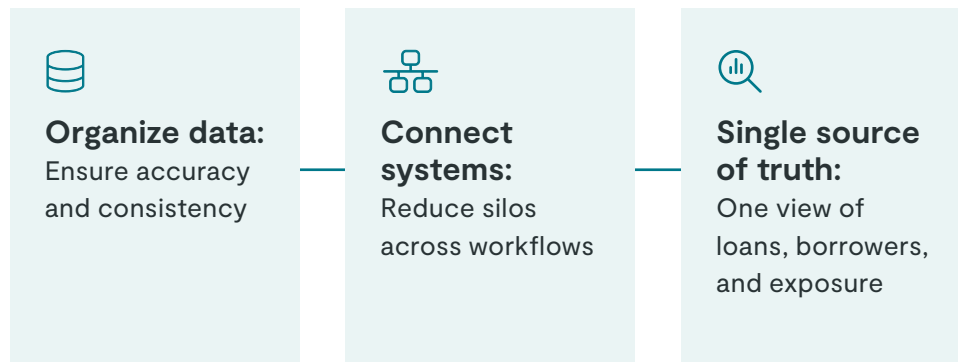 Organize data:
Ensure accuracy
and consistency
Connect
systems:
Reduce silos
across workflows
Single source
of truth:
One view of
loans, borrowers,
and exposure